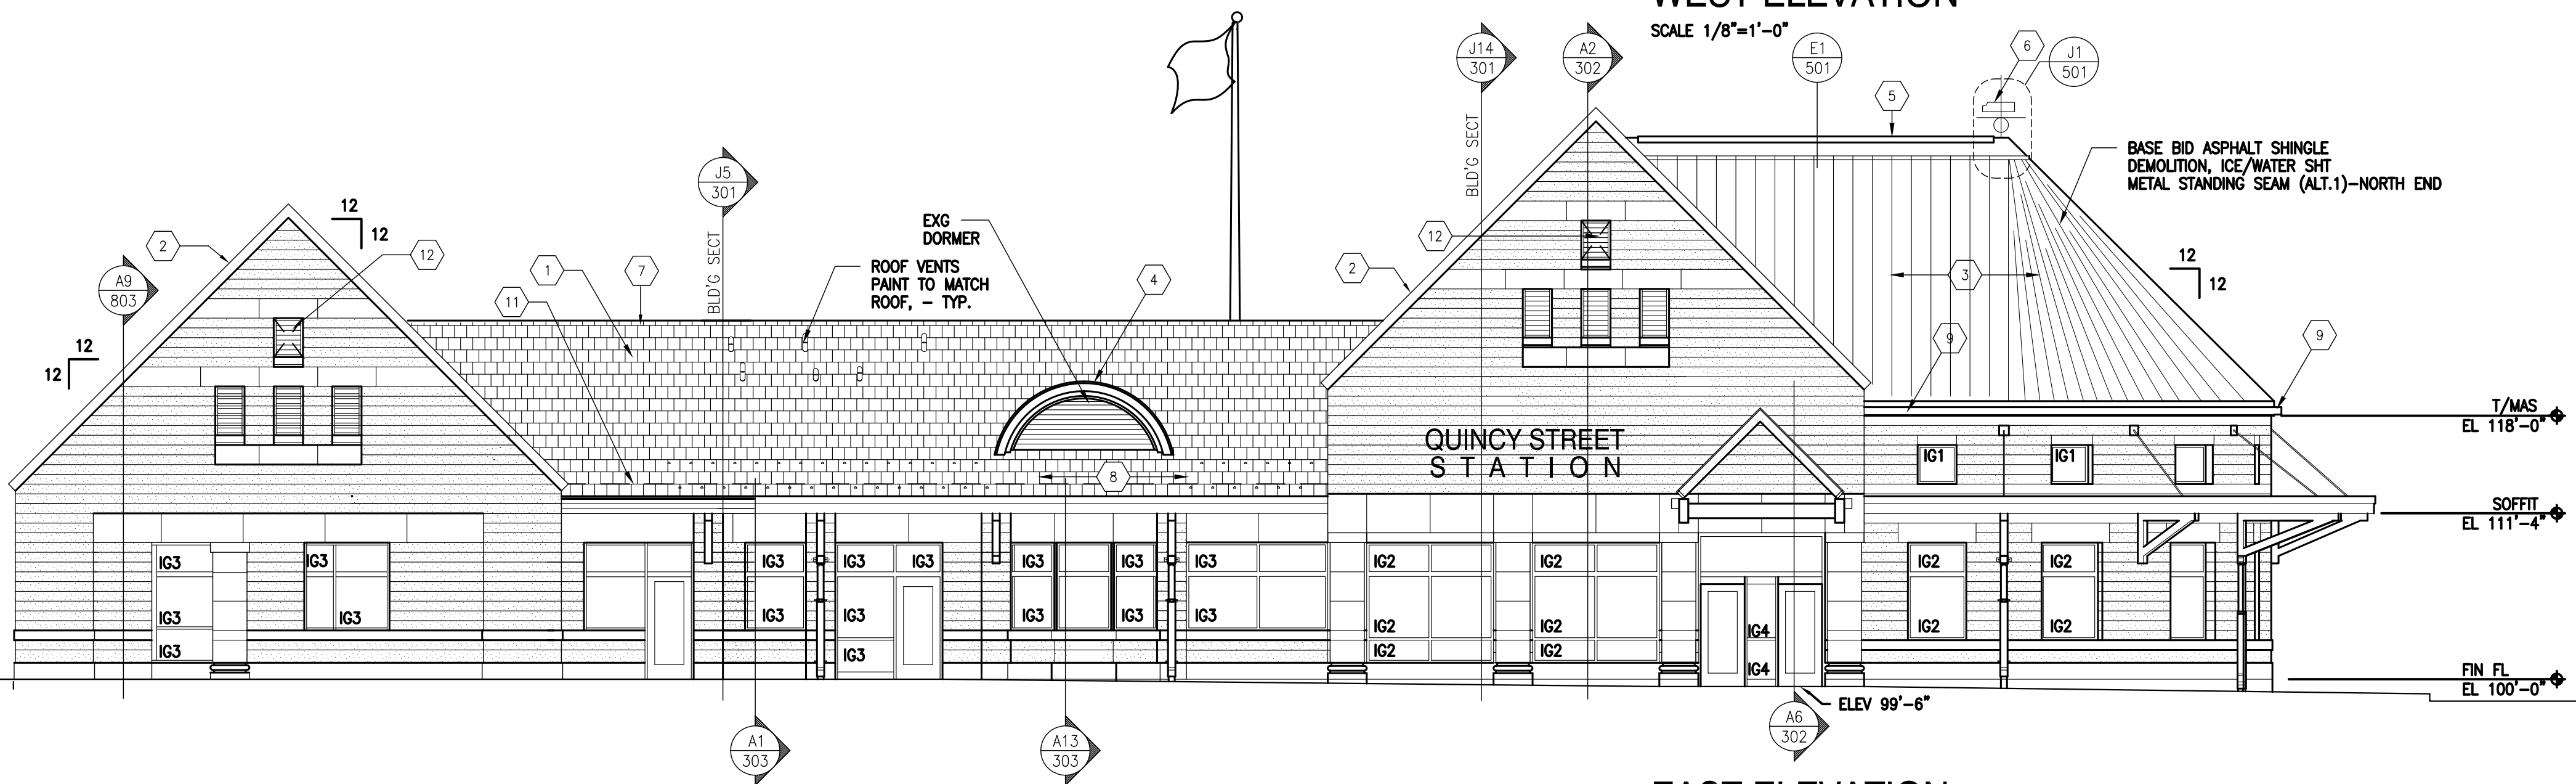 WEST ELEVATION
SCALE 1/8"=1'-0"
J14
301
A2
302
E1
501
6
J1
501
5
BLD'G SECT
BASE BID ASPHALT SHINGLE
DEMOLITION, ICE/WATER SHT
METAL STANDING SEAM (ALT.1)-NORTH END
J5
301
12
12
2
12
A9
803
EXG
DORMER
12
2
3
12
12
1
7
BLD'G SECT
ROOF VENTS
PAINT TO MATCH
ROOF, - TYP.
4
11
9
9
12
12
T/MAS
EL 118'-0"
QUINCY STREET
STATION
8
IG1
IG1
SOFFIT
EL 111'-4"
IG3
IG3
IG3
IG3
IG3
IG3
IG3
IG3
IG2
IG2
IG2
IG2
IG3
IG3
IG3
IG3
IG3
IG3
IG3
IG2
IG2
IG4
IG2
IG2
IG3
IG3
IG2
IG2
IG4
FIN FL
EL 100'-0"
ELEV 99'-6"
A1
303
A13
303
A6
302
EAST ELEVATION